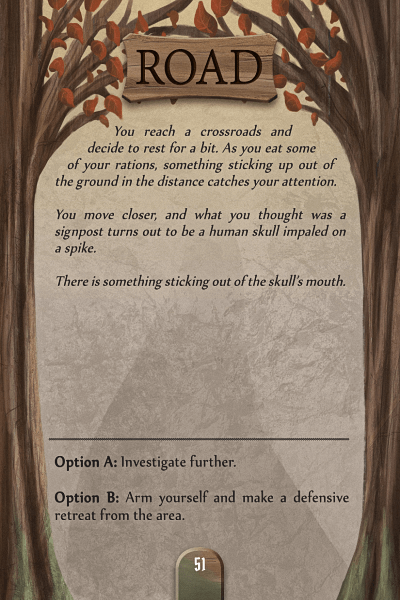 ROAD
You reach a crossroads and
decide to rest for a bit. As you eat some
of your rations, something sticking up out of
the ground in the distance catches your attention.
You move closer, and what you thought was a
signpost turns out to be a human skull impaled on
a spike.
There is something sticking out of the skull's mouth.
Option A: Investigate further.
Option B: Arm yourself and make a defensive
retreat from the area.
51